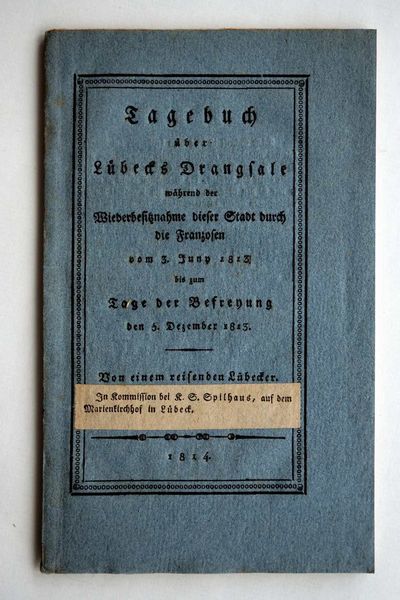 Tagebuch
über
Lübecks Drangsale
während der
Wiederbesitznahme dieser Stadt durch
die Franzosen
vom 3. Juny 1813
bis zum
Tage der Befreyung
den 5. Dezember 1813.
Von einem reisenden Lübecker.
In Kommission bei K. S. Spilhaus, auf dem
Marienkirchhof in Lübeck.
1814.